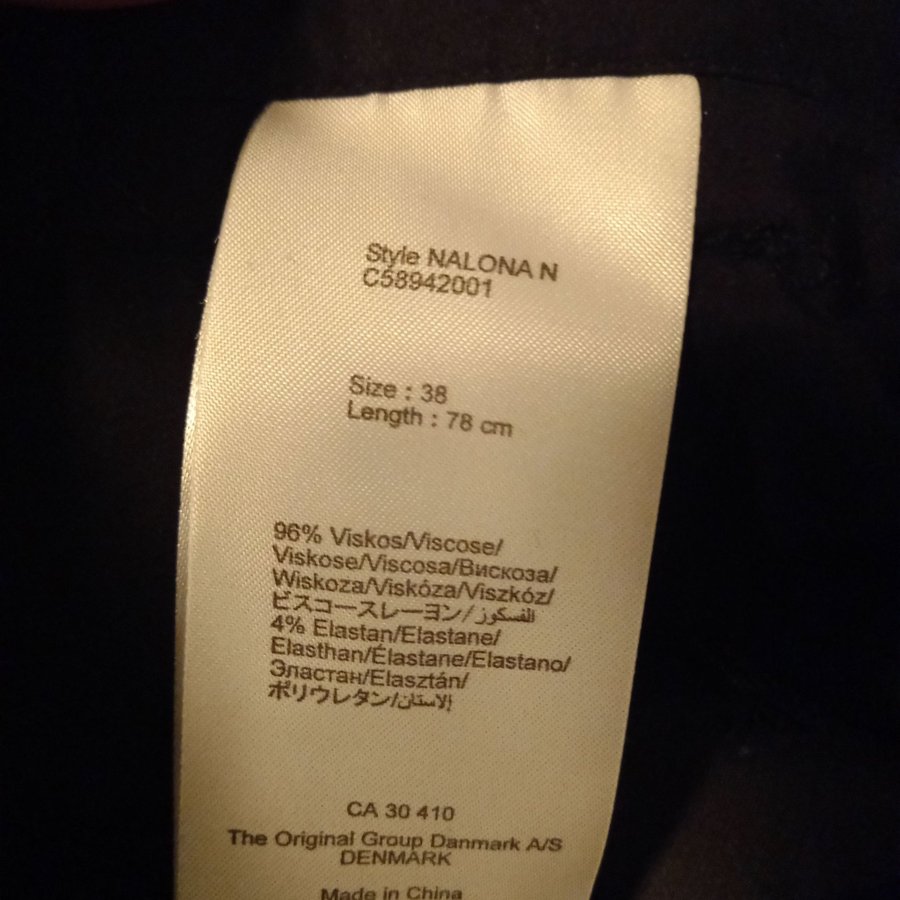 Style NALONA N
C58942001
Size : 38
Length : 78 cm
96% Viskos/Viscose/
Viskose/Viscosa/Вискоза/
Wiskoza/Viskóza/Viszkóz/
ビスコースレーヨン/الفسكوز
4% Elastan/Elastane/
Elasthan/Élastane/Elastano/
Эластан/Elasztán/
ポリウレタン/الاستان
CA 30 410
The Original Group Danmark A/S
DENMARK
Made in China